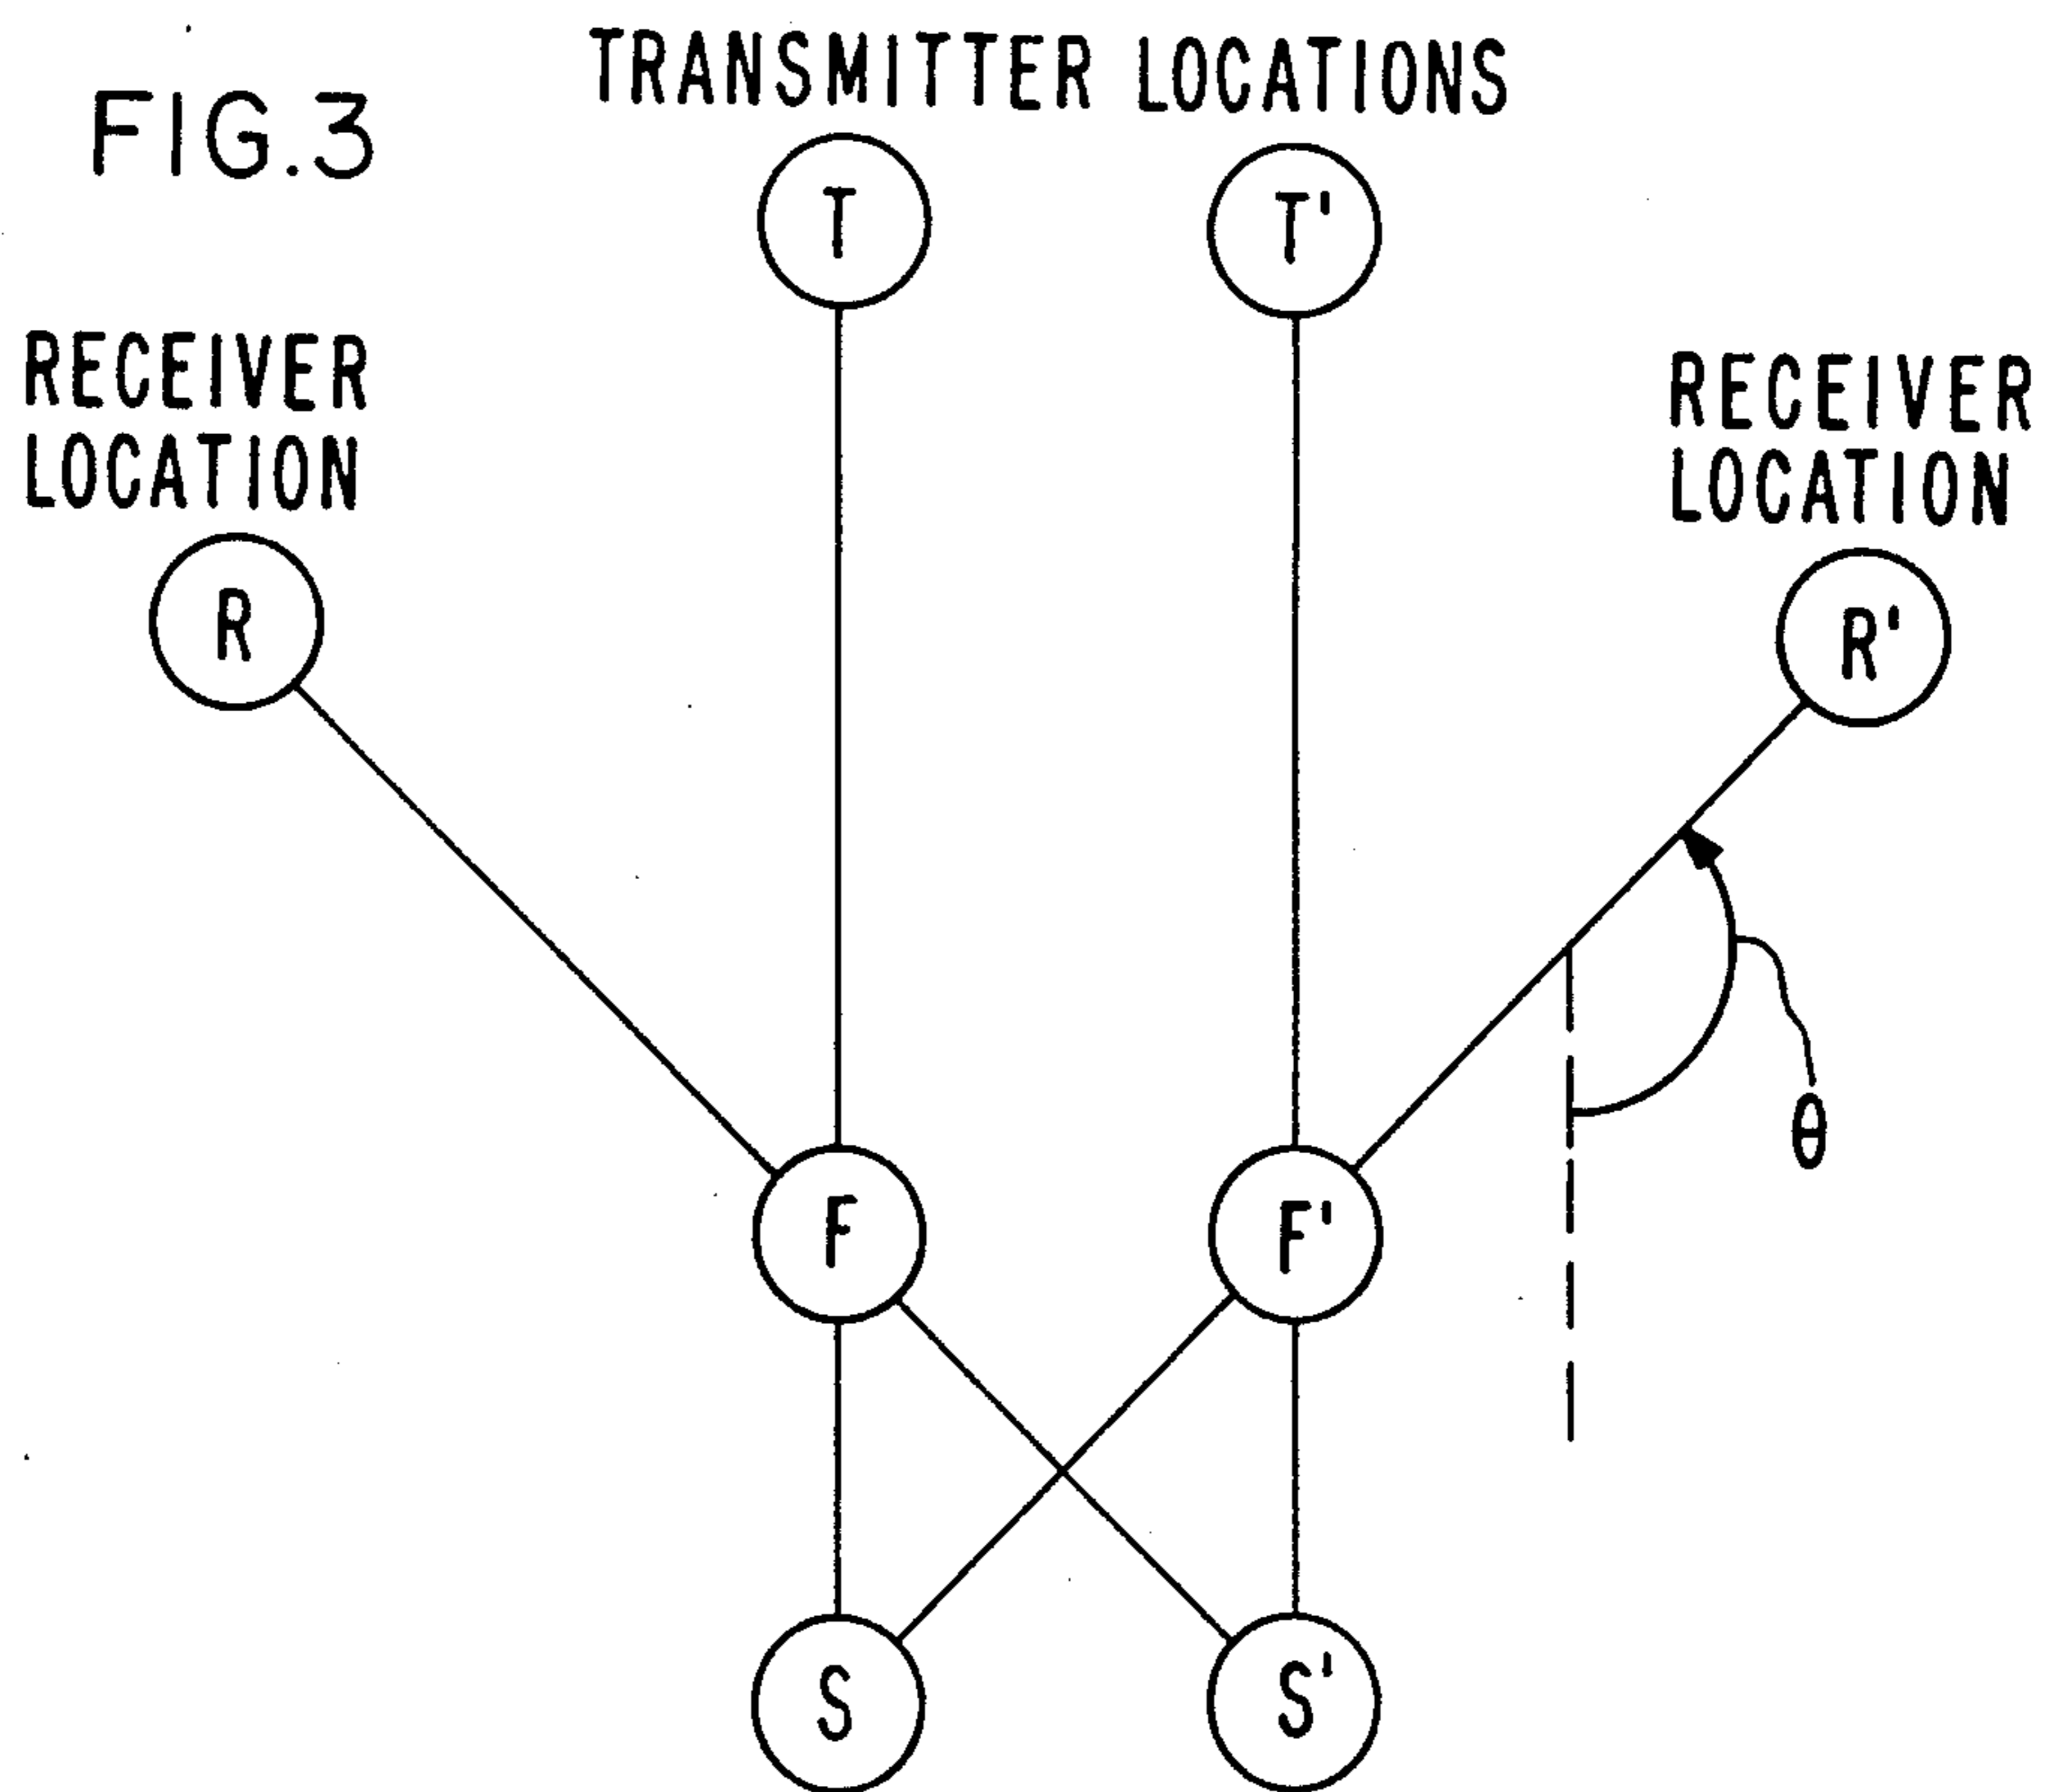 FIG.3
TRANSMITTER LOCATIONS
T
T'
RECEIVER
LOCATION
RECEIVER
LOCATION
R
R'
θ
F
F'
S
S'